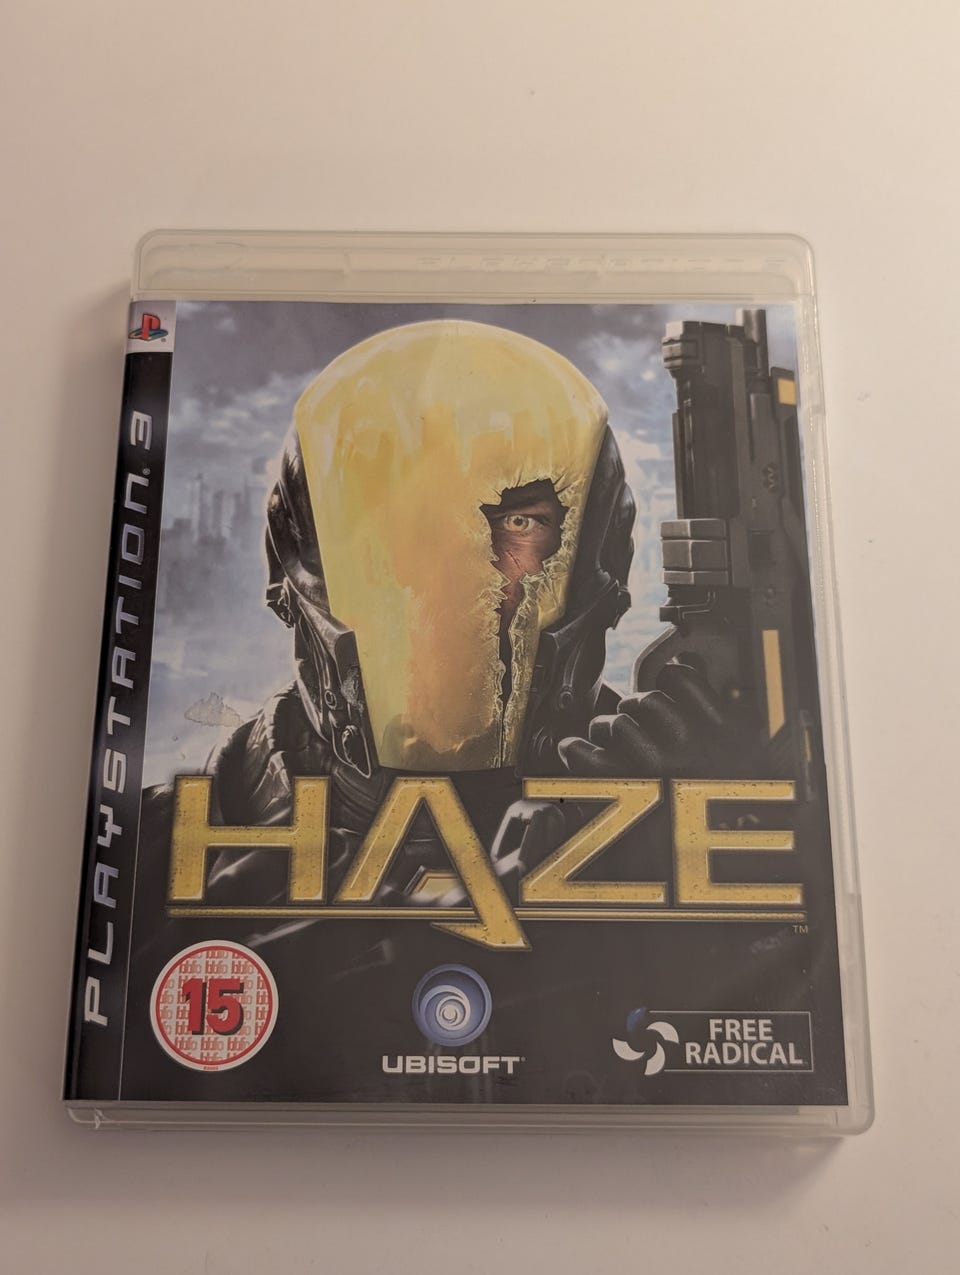 PLAYSTATION®3
HAZE
TM
15
UBISOFT®
FREE
RADICAL